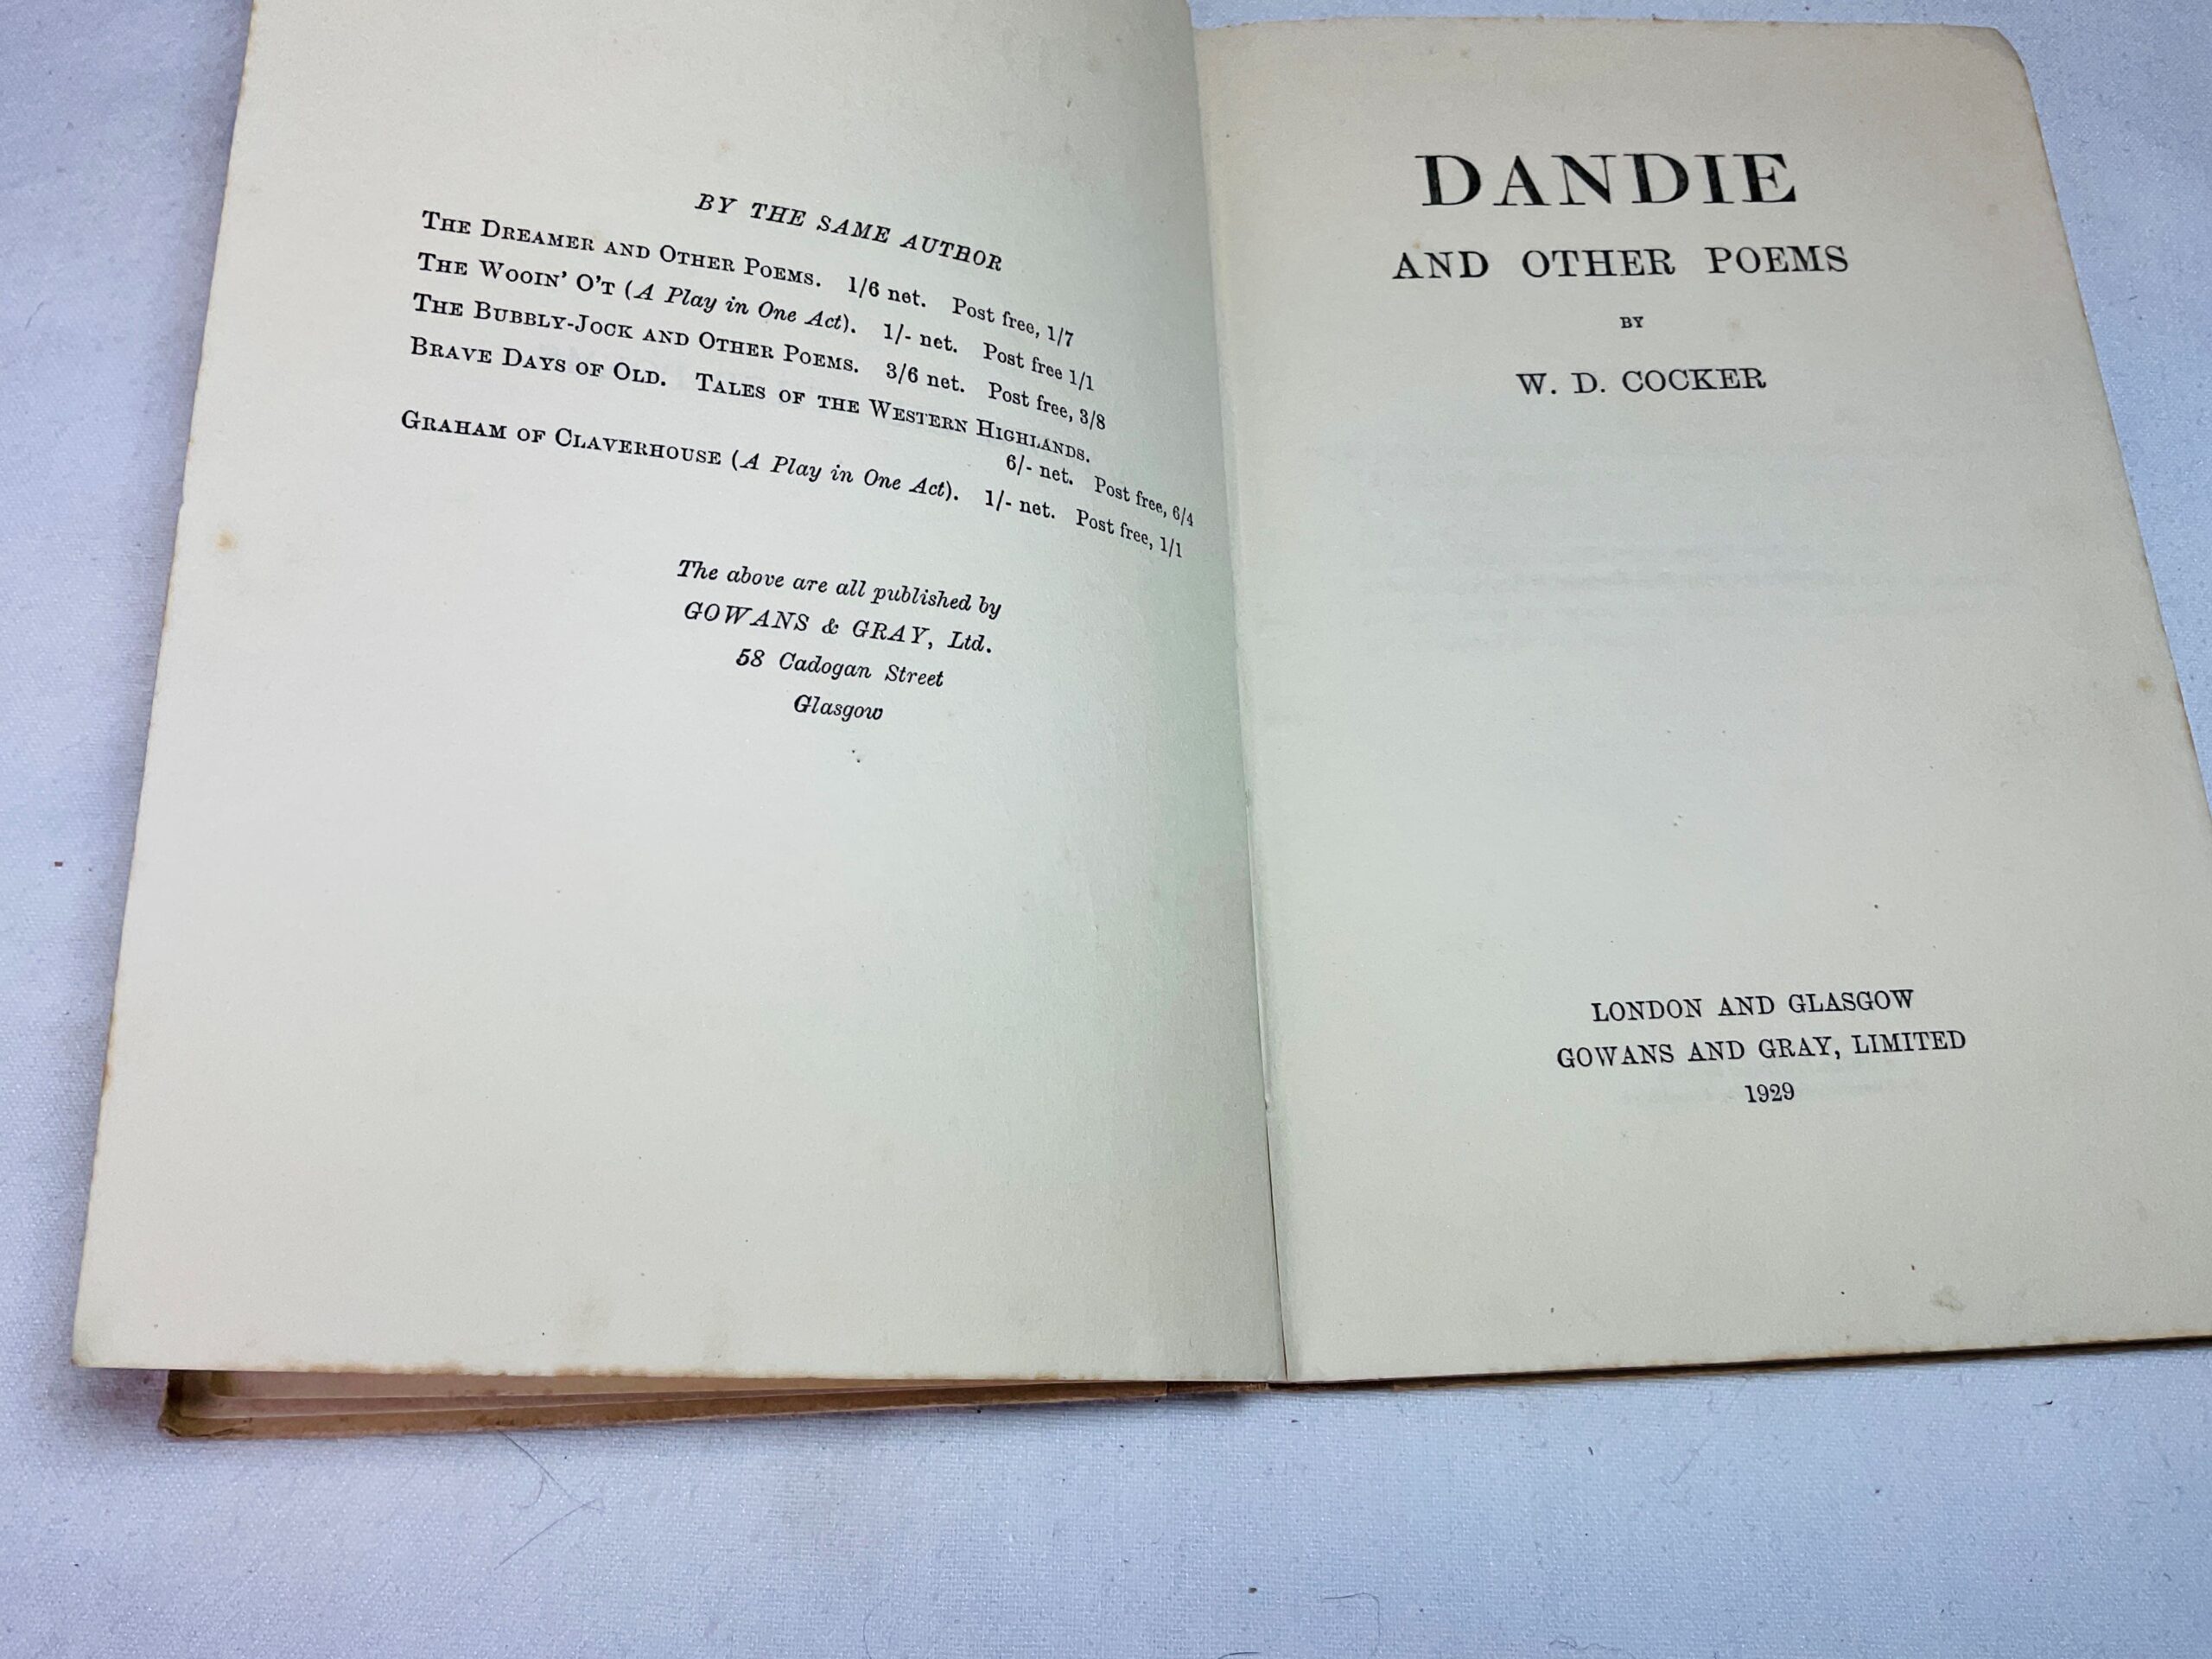 BY THE SAME AUTHOR
THE DREAMER AND OTHER POEMS. 1/6 net. Post free, 1/7
THE WOOIN' O'T (A Play in One Act). 1/- net. Post free 1/1
THE BUBBLY-JOCK AND OTHER POEMS. 3/6 net. Post free, 3/8
BRAVE DAYS OF OLD. TALES OF THE WESTERN HIGHLANDS.
6/- net. Post free, 6/4
GRAHAM OF CLAVERHOUSE (A Play in One Act). 1/- net. Post free, 1/1
The above are all published by
GOWANS & GRAY, Ltd.
58 Cadogan Street
Glasgow
DANDIE
AND OTHER POEMS
BY
W. D. COCKER
LONDON AND GLASGOW
GOWANS AND GRAY, LIMITED
1929